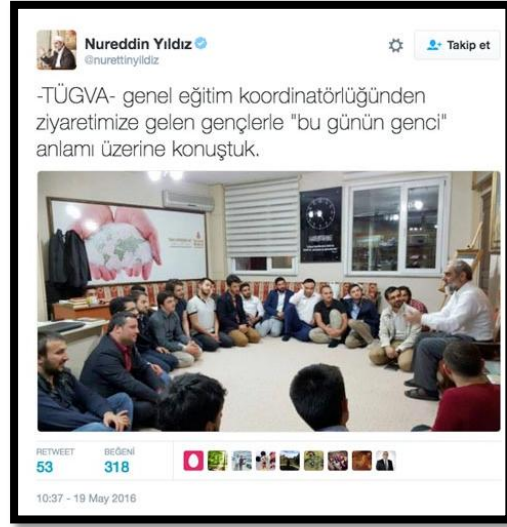 Nureddin Yıldız
@nurettinyildiz
Takip et
-TÜGVA- genel eğitim koordinatörlüğünden
ziyaretimize gelen gençlerle "bu günün genci"
anlamı üzerine konuştuk.
RETWEET
53
BEĞENİ
318
10:37 - 19 May 2016